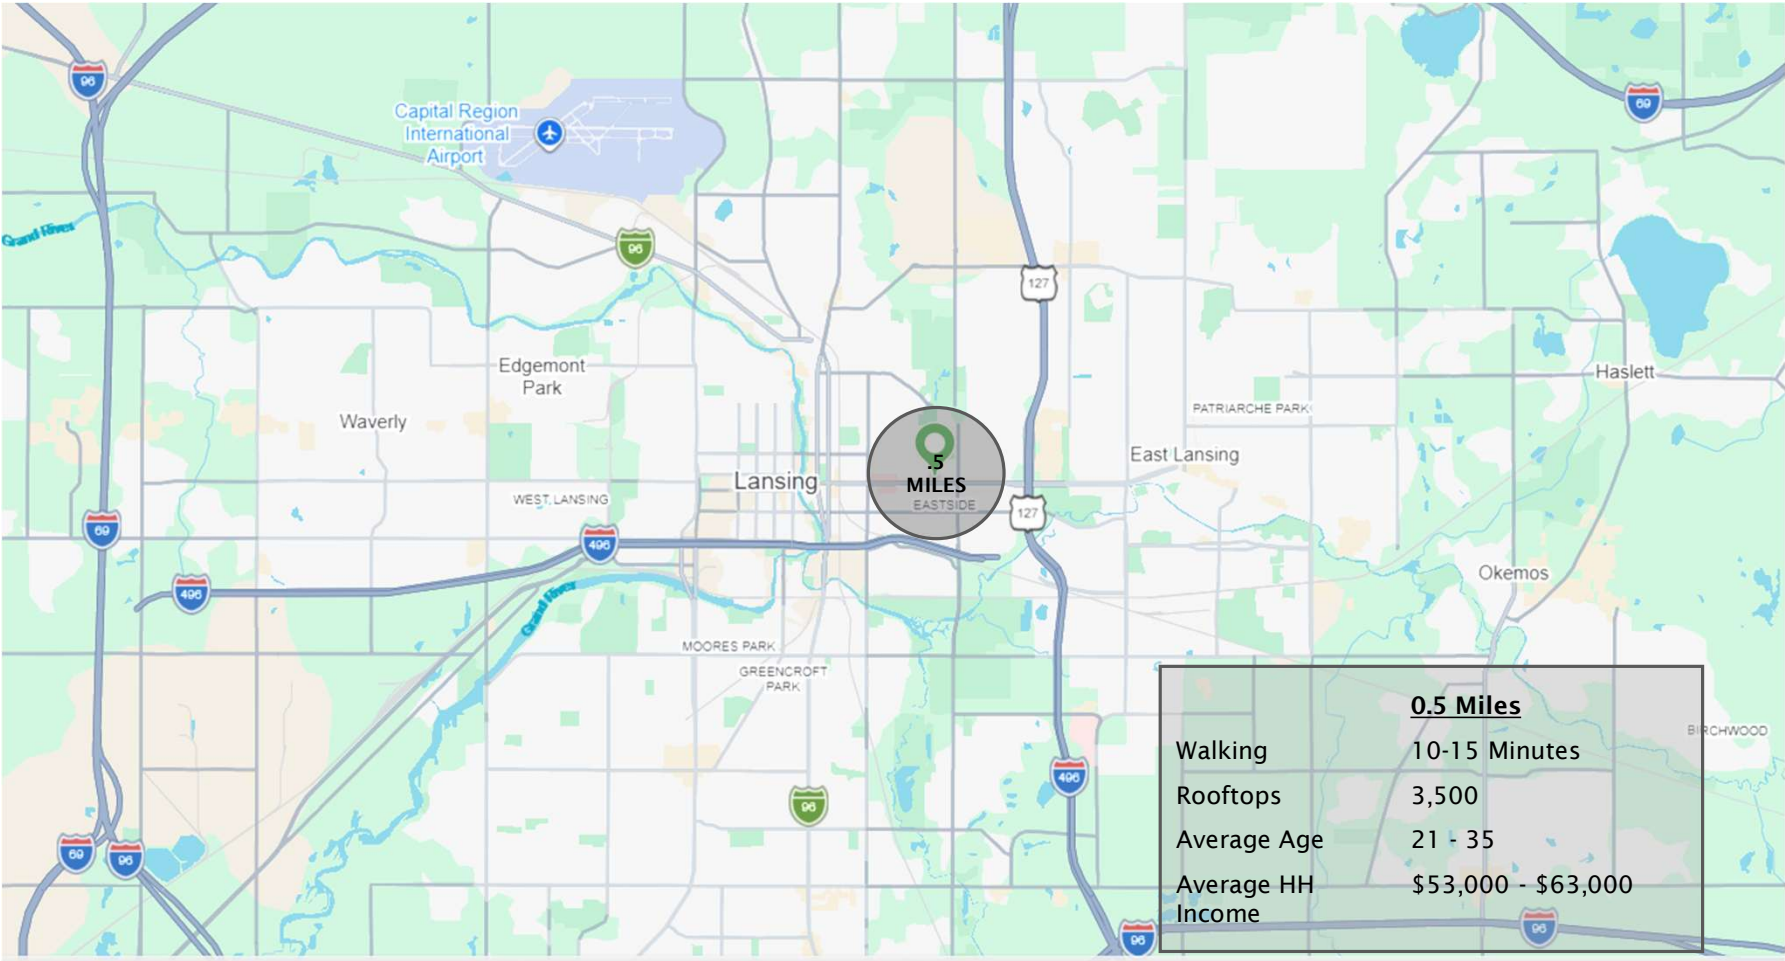 96
69
Capital Region
International
Airport
Grand River
96
127
Edgemont
Park
Haslett
Waverly
PATRIARCHE PARK
.5
MILES
East Lansing
Lansing
WEST LANSING
EASTSIDE
127
69
496
Okemos
496
Grand River
MOORES PARK
GREENCROFT
PARK
0.5 Miles
BIRCHWOOD
Walking 10-15 Minutes
496
Rooftops 3,500
96
Average Age 21 - 35
69
96
Average HH $53,000 - $63,000
Income
96
96